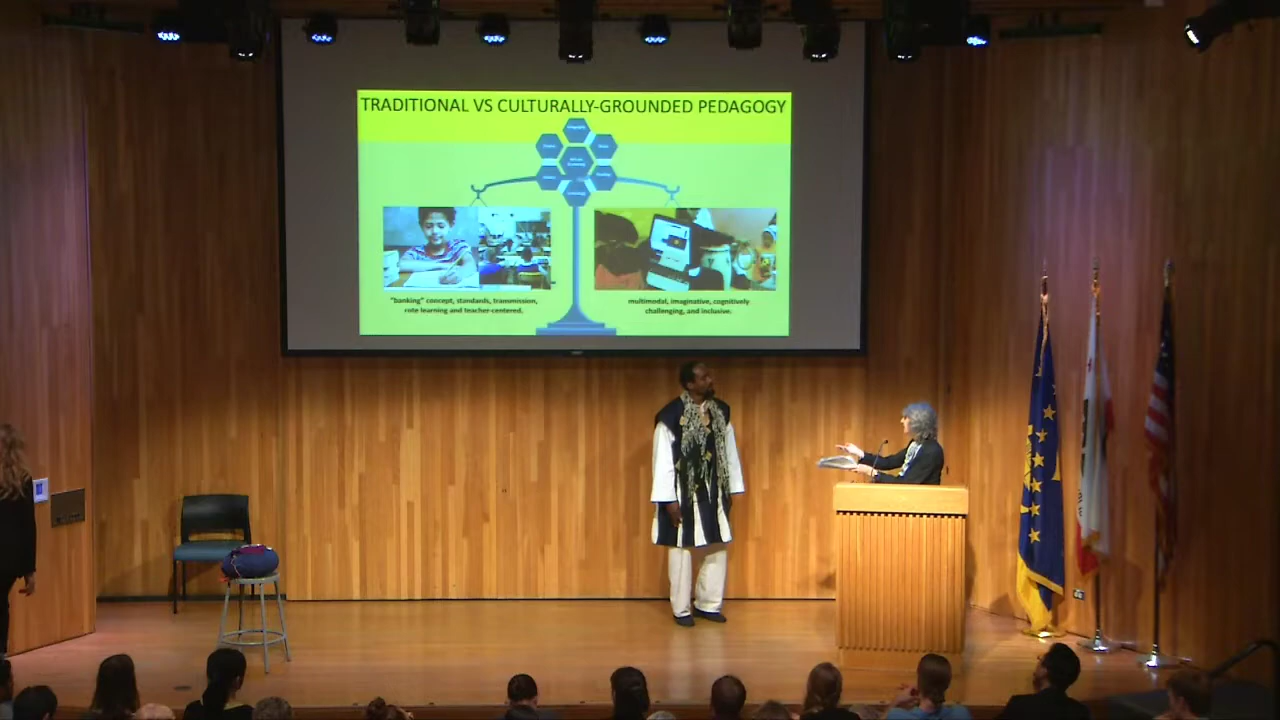 TRADITIONAL VS CULTURALLY-GROUNDED PEDAGOGY
"banking" concept, standards, transmission,
rote learning and teacher-centered.
multimodal, imaginative, cognitively
challenging, and inclusive.